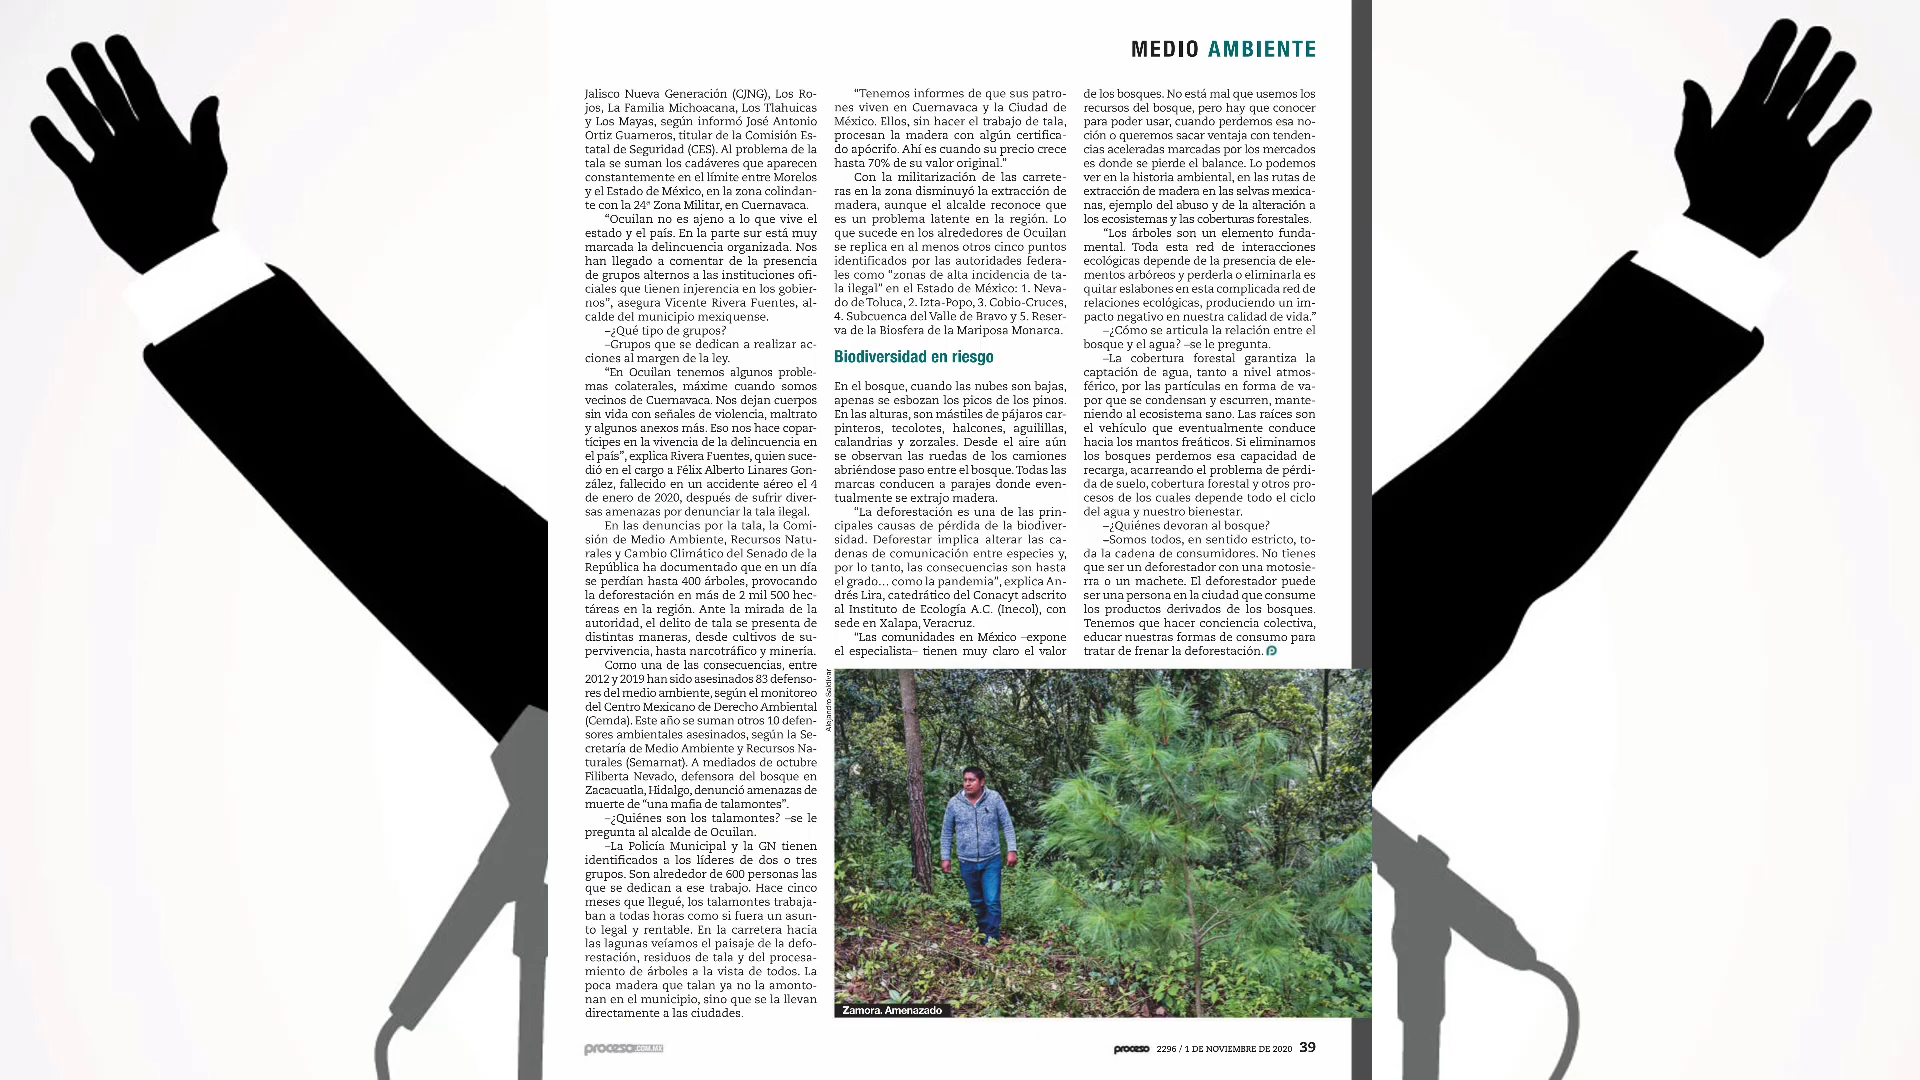 MEDIO AMBIENTE
Jalisco Nueva Generación (CJNG), Los Ro-
jos, La Familia Michoacana, Los Tlahuicas
y Los Mayas, según informó José Antonio
Ortiz Guarneros, titular de la Comisión Es-
tatal de Seguridad (CES). Al problema de la
tala se suman los cadáveres que aparecen
constantemente en el límite entre Morelos
y el Estado de México, en la zona colindan-
te con la 24ª Zona Militar, en Cuernavaca.
“Ocuilan no es ajeno a lo que vive el
estado y el país. En la parte sur está muy
marcada la delincuencia organizada. Nos
han llegado a comentar de la presencia
de grupos alternos a las instituciones ofi-
ciales que tienen injerencia en los gobier-
nos”, asegura Vicente Rivera Fuentes, al-
calde del municipio mexiquense.
–¿Qué tipo de grupos?
–Grupos que se dedican a realizar ac-
ciones al margen de la ley.
“En Ocuilan tenemos algunos proble-
mas colaterales, máxime cuando somos
vecinos de Cuernavaca. Nos dejan cuerpos
sin vida con señales de violencia, maltrato
y algunos anexos más. Eso nos hace copar-
tícipes en la vivencia de la delincuencia en
el país”, explica Rivera Fuentes, quien suce-
dió en el cargo a Félix Alberto Linares Gon-
zález, fallecido en un accidente aéreo el 4
de enero de 2020, después de sufrir diver-
sas amenazas por denunciar la tala ilegal.
En las denuncias por la tala, la Comi-
sión de Medio Ambiente, Recursos Natu-
rales y Cambio Climático del Senado de la
República ha documentado que en un día
se perdían hasta 400 árboles, provocando
la deforestación en más de 2 mil 500 hec-
táreas en la región. Ante la mirada de la
autoridad, el delito de tala se presenta de
distintas maneras, desde cultivos de su-
pervivencia, hasta narcotráfico y minería.
Como una de las consecuencias, entre
2012 y 2019 han sido asesinados 83 defenso-
res del medio ambiente, según el monitoreo
del Centro Mexicano de Derecho Ambiental
(Cemda). Este año se suman otros 10 defen-
sores ambientales asesinados, según la Se-
cretaría de Medio Ambiente y Recursos Na-
turales (Semarnat). A mediados de octubre
Filiberta Nevado, defensora del bosque en
Zacacuatla, Hidalgo, denunció amenazas de
muerte de “una mafia de talamontes”.
–¿Quiénes son los talamontes? –se le
pregunta al alcalde de Ocuilan.
–La Policía Municipal y la GN tienen
identificados a los líderes de dos o tres
grupos. Son alrededor de 600 personas las
que se dedican a ese trabajo. Hace cinco
meses que llegué, los talamontes trabaja-
ban a todas horas como si fuera un asun-
to legal y rentable. En la carretera hacia
las lagunas veíamos el paisaje de la defo-
restación, residuos de tala y del procesa-
miento de árboles a la vista de todos. La
poca madera que talan ya no la amonto-
nan en el municipio, sino que se la llevan
directamente a las ciudades.
“Tenemos informes de que sus patro-
nes viven en Cuernavaca y la Ciudad de
México. Ellos, sin hacer el trabajo de tala,
procesan la madera con algún certifica-
do apócrifo. Ahí es cuando su precio crece
hasta 70% de su valor original.”
Con la militarización de las carrete-
ras en la zona disminuyó la extracción de
madera, aunque el alcalde reconoce que
es un problema latente en la región. Lo
que sucede en los alrededores de Ocuilan
se replica en al menos otros cinco puntos
identificados por las autoridades federa-
les como “zonas de alta incidencia de ta-
la ilegal” en el Estado de México: 1. Neva-
do de Toluca, 2. Izta-Popo, 3. Cobio-Cruces,
4. Subcuenca del Valle de Bravo y 5. Reser-
va de la Biosfera de la Mariposa Monarca.
Biodiversidad en riesgo
En el bosque, cuando las nubes son bajas,
apenas se esbozan los picos de los pinos.
En las alturas, son mástiles de pájaros car-
pinteros, tecolotes, halcones, aguilillas,
calandrias y zorzales. Desde el aire aún
se observan las ruedas de los camiones
abriéndose paso entre el bosque. Todas las
marcas conducen a parajes donde even-
tualmente se extrajo madera.
“La deforestación es una de las prin-
cipales causas de pérdida de la biodiver-
sidad. Deforestar implica alterar las ca-
denas de comunicación entre especies y,
por lo tanto, las consecuencias son hasta
el grado… como la pandemia”, explica An-
drés Lira, catedrático del Conacyt adscrito
al Instituto de Ecología A.C. (Inecol), con
sede en Xalapa, Veracruz.
“Las comunidades en México –expone
el especialista– tienen muy claro el valor
de los bosques. No está mal que usemos los
recursos del bosque, pero hay que conocer
para poder usar, cuando perdemos esa no-
ción o queremos sacar ventaja con tenden-
cias aceleradas marcadas por los mercados
es donde se pierde el balance. Lo podemos
ver en la historia ambiental, en las rutas de
extracción de madera en las selvas mexica-
nas, ejemplo del abuso y de la alteración a
los ecosistemas y las coberturas forestales.
“Los árboles son un elemento funda-
mental. Toda esta red de interacciones
ecológicas depende de la presencia de ele-
mentos arbóreos y perderla o eliminarla es
quitar eslabones en esta complicada red de
relaciones ecológicas, produciendo un im-
pacto negativo en nuestra calidad de vida.”
–¿Cómo se articula la relación entre el
bosque y el agua? –se le pregunta.
–La cobertura forestal garantiza la
captación de agua, tanto a nivel atmos-
férico, por las partículas en forma de va-
por que se condensan y escurren, mante-
niendo al ecosistema sano. Las raíces son
el vehículo que eventualmente conduce
hacia los mantos freáticos. Si eliminamos
los bosques perdemos esa capacidad de
recarga, acarreando el problema de pérdi-
da de suelo, cobertura forestal y otros pro-
cesos de los cuales depende todo el ciclo
del agua y nuestro bienestar.
–¿Quiénes devoran al bosque?
–Somos todos, en sentido estricto, to-
da la cadena de consumidores. No tienes
que ser un deforestador con una motosie-
rra o un machete. El deforestador puede
ser una persona en la ciudad que consume
los productos derivados de los bosques.
Tenemos que hacer conciencia colectiva,
educar nuestras formas de consumo para
tratar de frenar la deforestación.
Alejandro Saldívar
Zamora. Amenazado
proceso.COM.MX
proceso 2296 / 1 DE NOVIEMBRE DE 2020 39